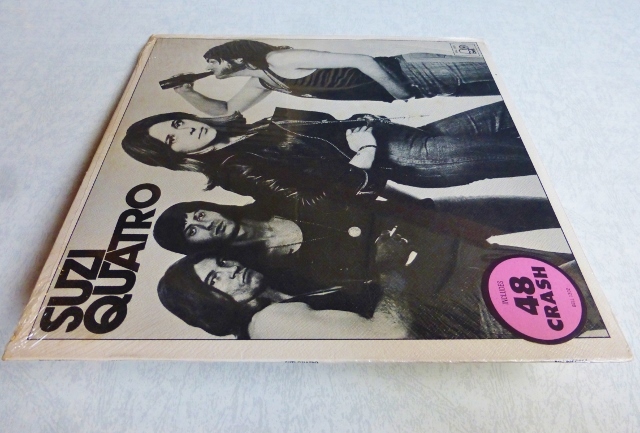 SUZI
QUATRO
INCLUDES
48
CRASH